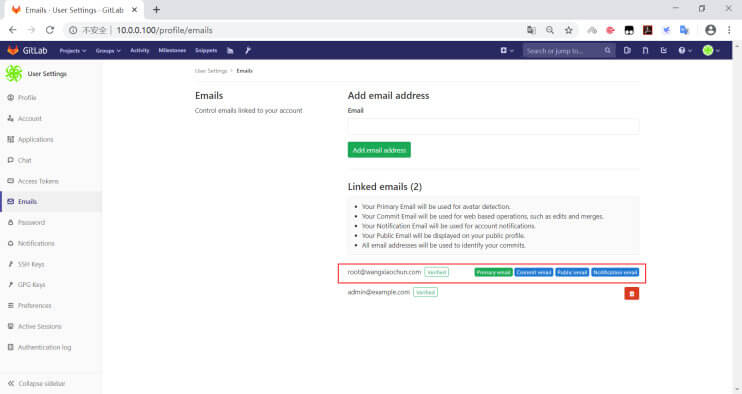 Emails · User Settings · GitLab
不安全 | 10.0.0.100/profile/emails
GitLab Projects Groups Activity Milestones Snippets Search or jump to...
User Settings
User Settings > Emails
Profile
Account
Applications
Chat
Access Tokens
Emails
Password
Notifications
SSH Keys
GPG Keys
Preferences
Active Sessions
Authentication log
Collapse sidebar
Emails
Control emails linked to your account
Add email address
Email
Add email address
Linked emails (2)
• Your Primary Email will be used for avatar detection.
• Your Commit Email will be used for web based operations, such as edits and merges.
• Your Notification Email will be used for account notifications.
• Your Public Email will be displayed on your public profile.
• All email addresses will be used to identify your commits.
root@wangxiaochun.com Verified Primary email Commit email Public email Notification email
admin@example.com Verified